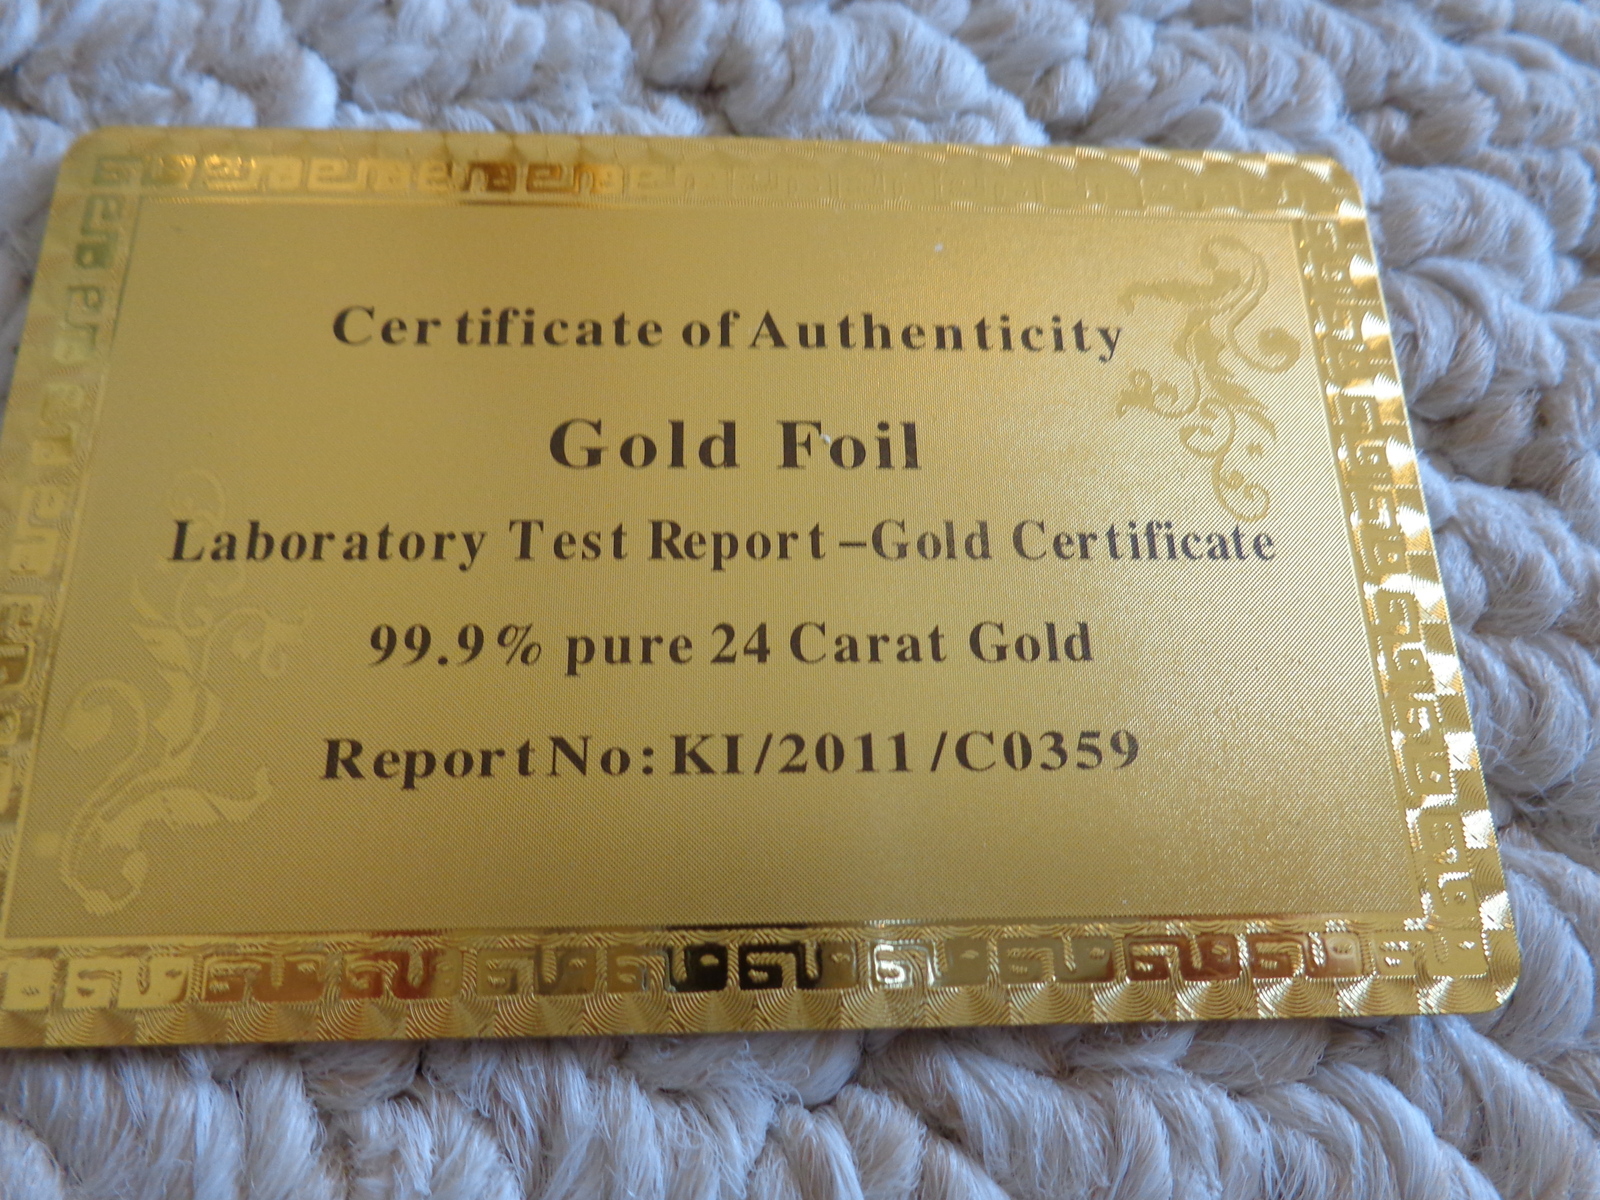 Certificate of Authenticity
Gold Foil
Laboratory Test Report-Gold Certificate
99.9% pure 24 Carat Gold
Report No: KI/2011/C0359